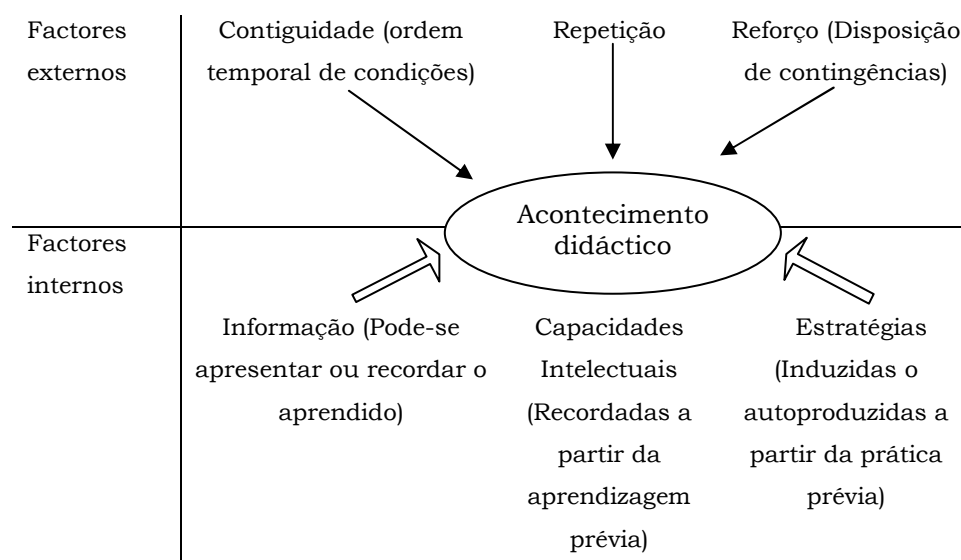 Factores
externos
Contiguidade (ordem
temporal de condições)
Repetição
Reforço (Disposição
de contingências)
Acontecimento
didáctico
Factores
internos
Informação (Pode-se
apresentar ou recordar o
aprendido)
Capacidades
Intelectuais
(Recordadas a
partir da
aprendizagem
prévia)
Estratégias
(Induzidas o
autoproduzidas a
partir da prática
prévia)